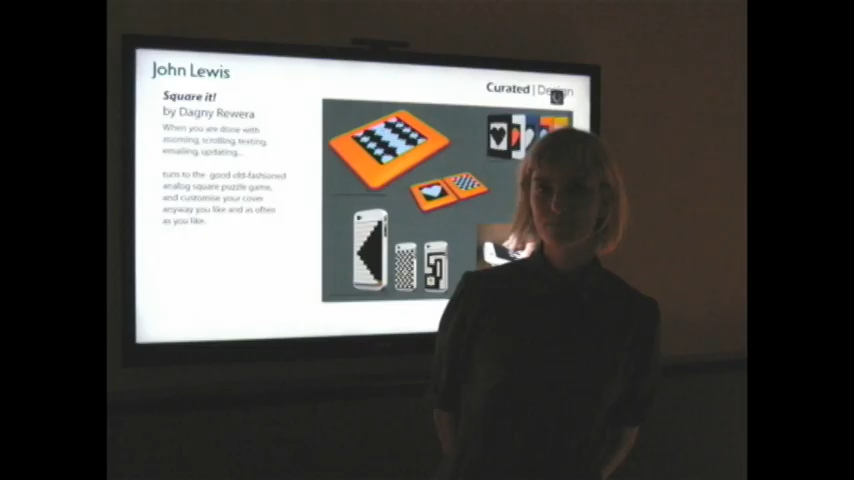 John Lewis
Curated | Design
Square it!
by Dagny Rewera
When you are done with
zooming, scrolling, texting,
emailing, updating...
turn to the good old-fashioned
analog square puzzle game,
and customise your cover
anyway you like and as often
as you like.